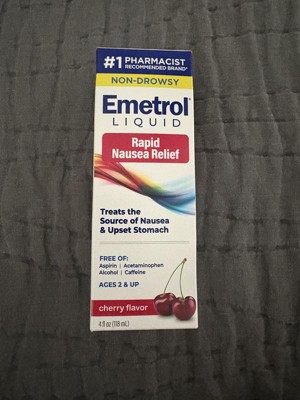 #1 PHARMACIST
RECOMMENDED BRAND*
NON-DROWSY
Emetrol®
LIQUID
Rapid
Nausea Relief
Treats the
Source of Nausea
& Upset Stomach
FREE OF:
Aspirin | Acetaminophen
Alcohol | Caffeine
AGES 2 & UP
cherry flavor
4 fl oz (118 mL)